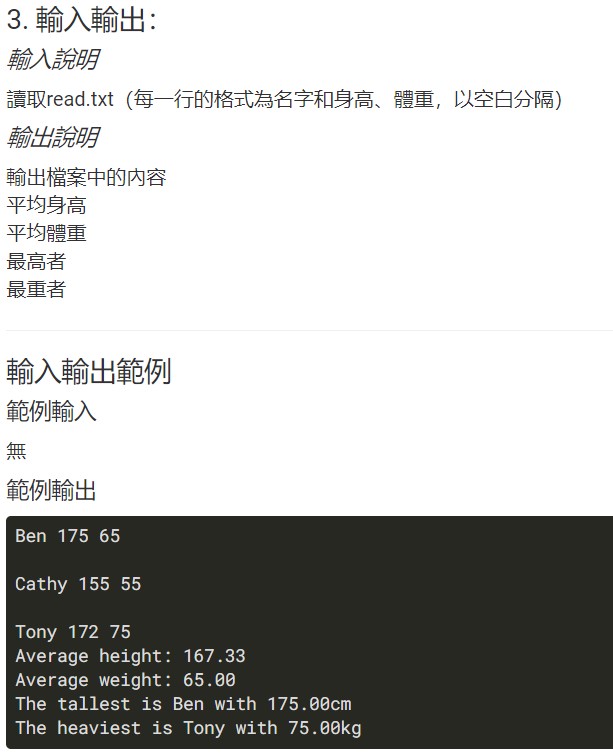 3. 輸入輸出：
輸入說明
讀取read.txt（每一行的格式為名字和身高、體重，以空白分隔）
輸出說明
輸出檔案中的內容
平均身高
平均體重
最高者
最重者
輸入輸出範例
範例輸入
無
範例輸出
Ben 175 65
Cathy 155 55
Tony 172 75
Average height: 167.33
Average weight: 65.00
The tallest is Ben with 175.00cm
The heaviest is Tony with 75.00kg